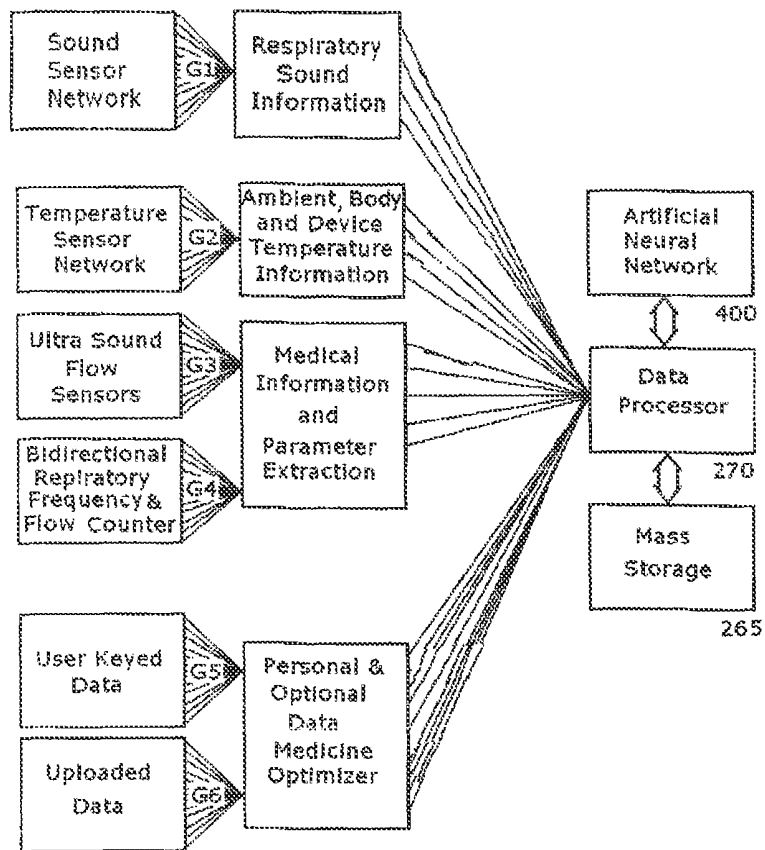 Sound
Sensor
Network
G1
Respiratory
Sound
Information
Temperature
Sensor
Network
G2
Ambient, Body
and Device
Temperature
Information
Artificial
Neural
Network
400
Ultra Sound
Flow
Sensors
G3
Medical
Information
and
Parameter
Extraction
Data
Processor
270
Bidirectional
Repiratory
Frequency &
Flow Counter
G4
Mass
Storage
265
User Keyed
Data
G5
Personal &
Optional
Data
Medicine
Optimizer
Uploaded
Data
G6